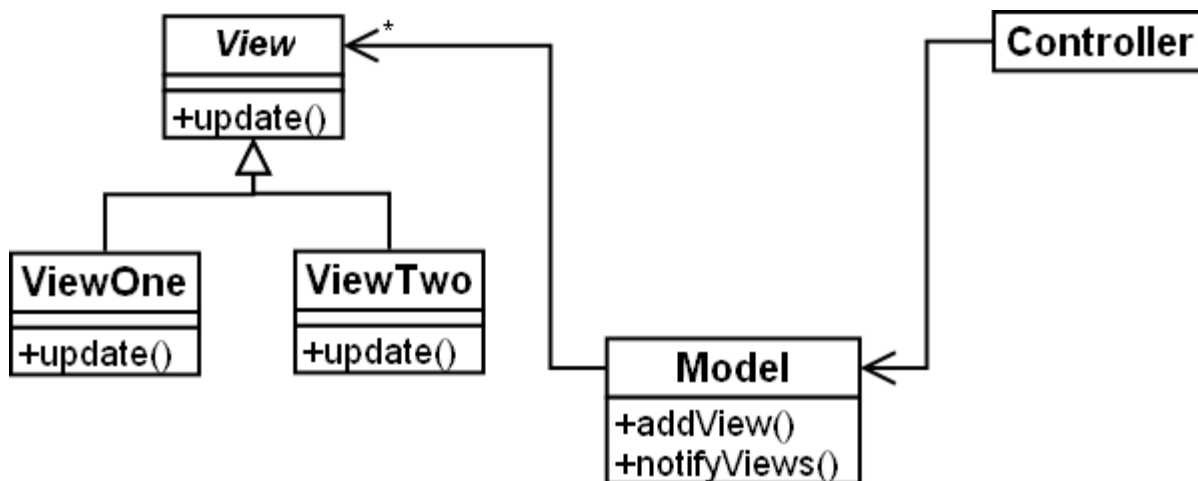 View
*
+update()
Controller
ViewOne
+update()
ViewTwo
+update()
Model
+addView()
+notifyViews()